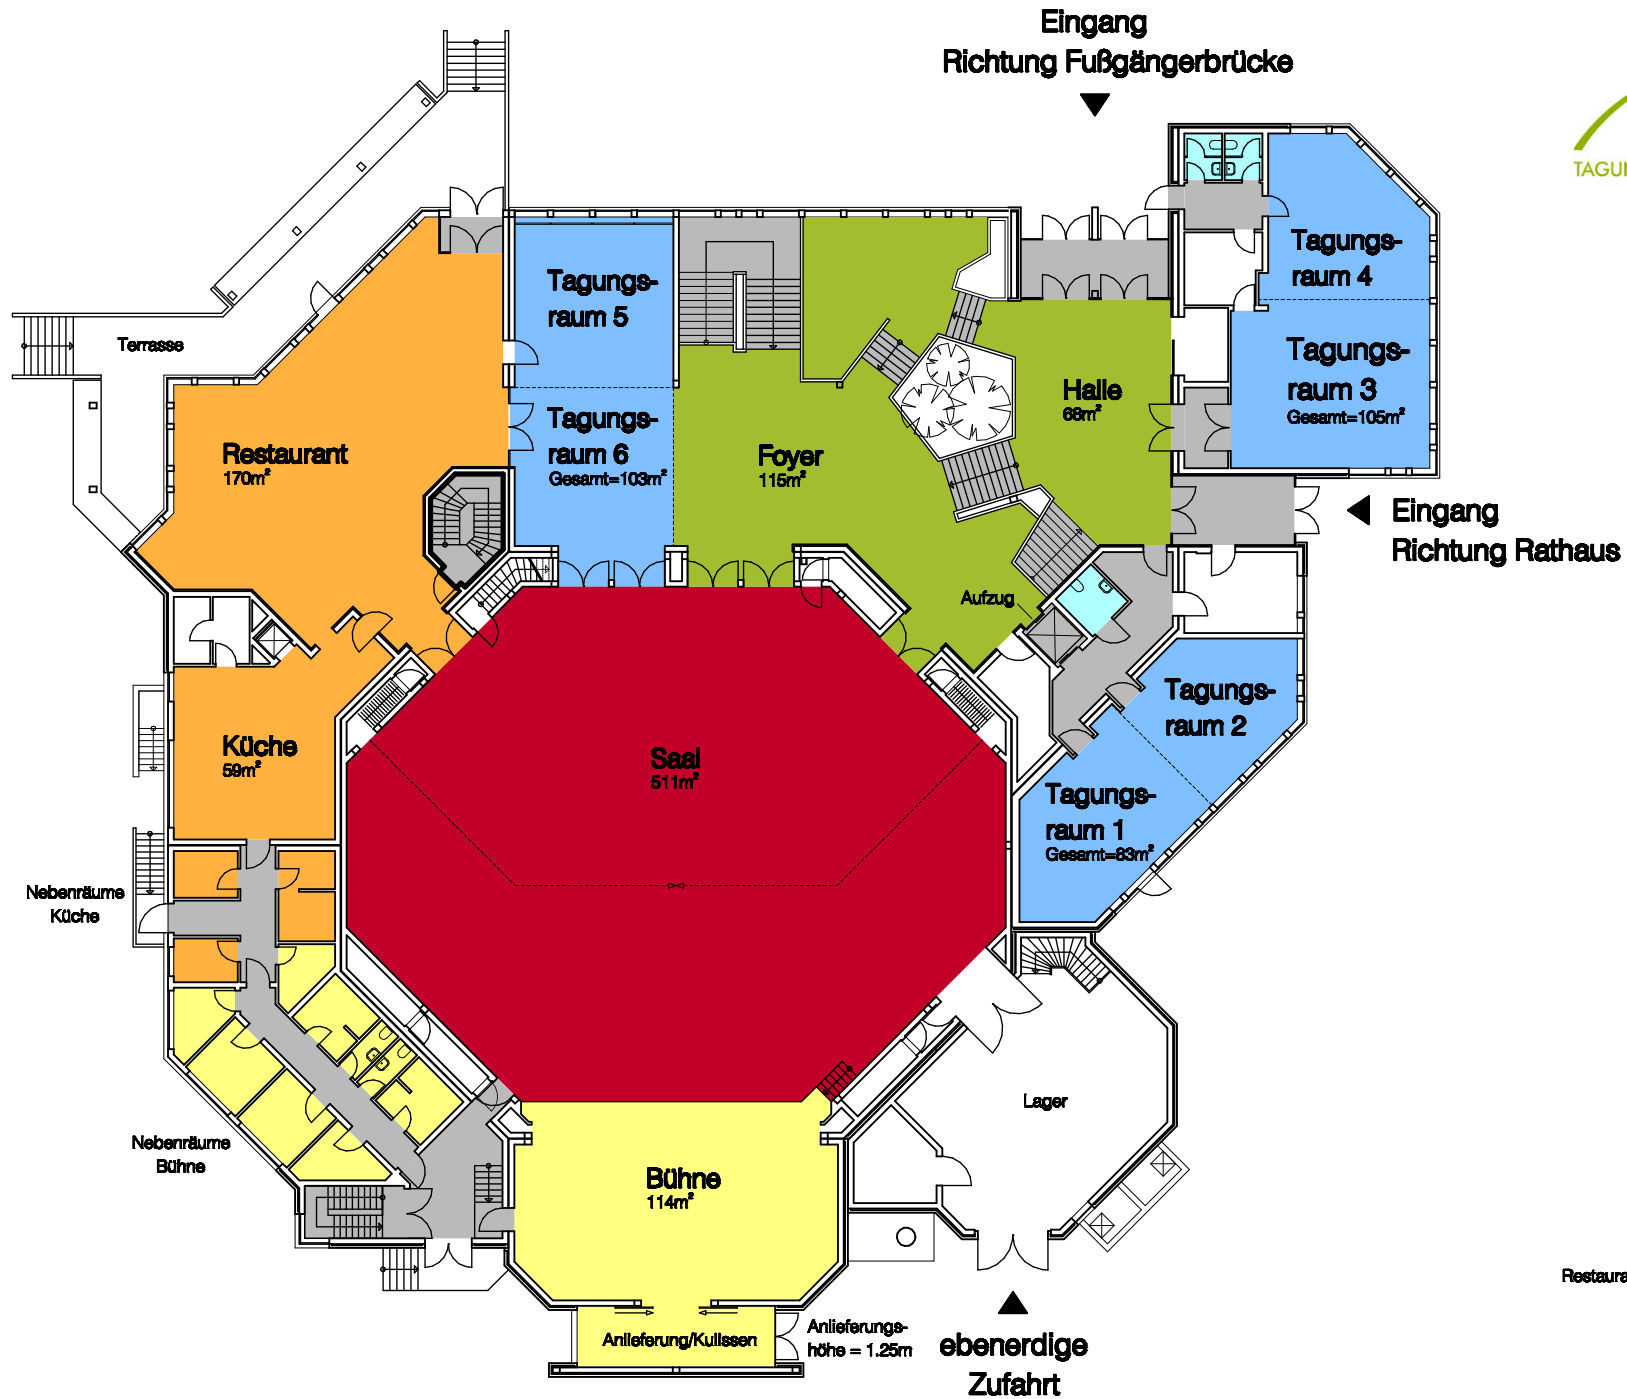 Eingang
Richtung Fußgängerbrücke
Tagungs-
raum 4
Tagungs-
raum 5
Terrasse
Tagungs-
raum 3
Gesamt=105m²
Halle
68m²
Tagungs-
raum 6
Gesamt=103m²
Restaurant
170m²
Foyer
115m²
Eingang
Richtung Rathaus
Aufzug
Tagungs-
raum 2
Küche
59m²
Saal
511m²
Tagungs-
raum 1
Gesamt=83m²
Nebenräume
Küche
Lager
Nebenräume
Bühne
Bühne
114m²
Anlieferung/Kulissen
Anlieferungs-
höhe = 1.25m
ebenerdige
Zufahrt